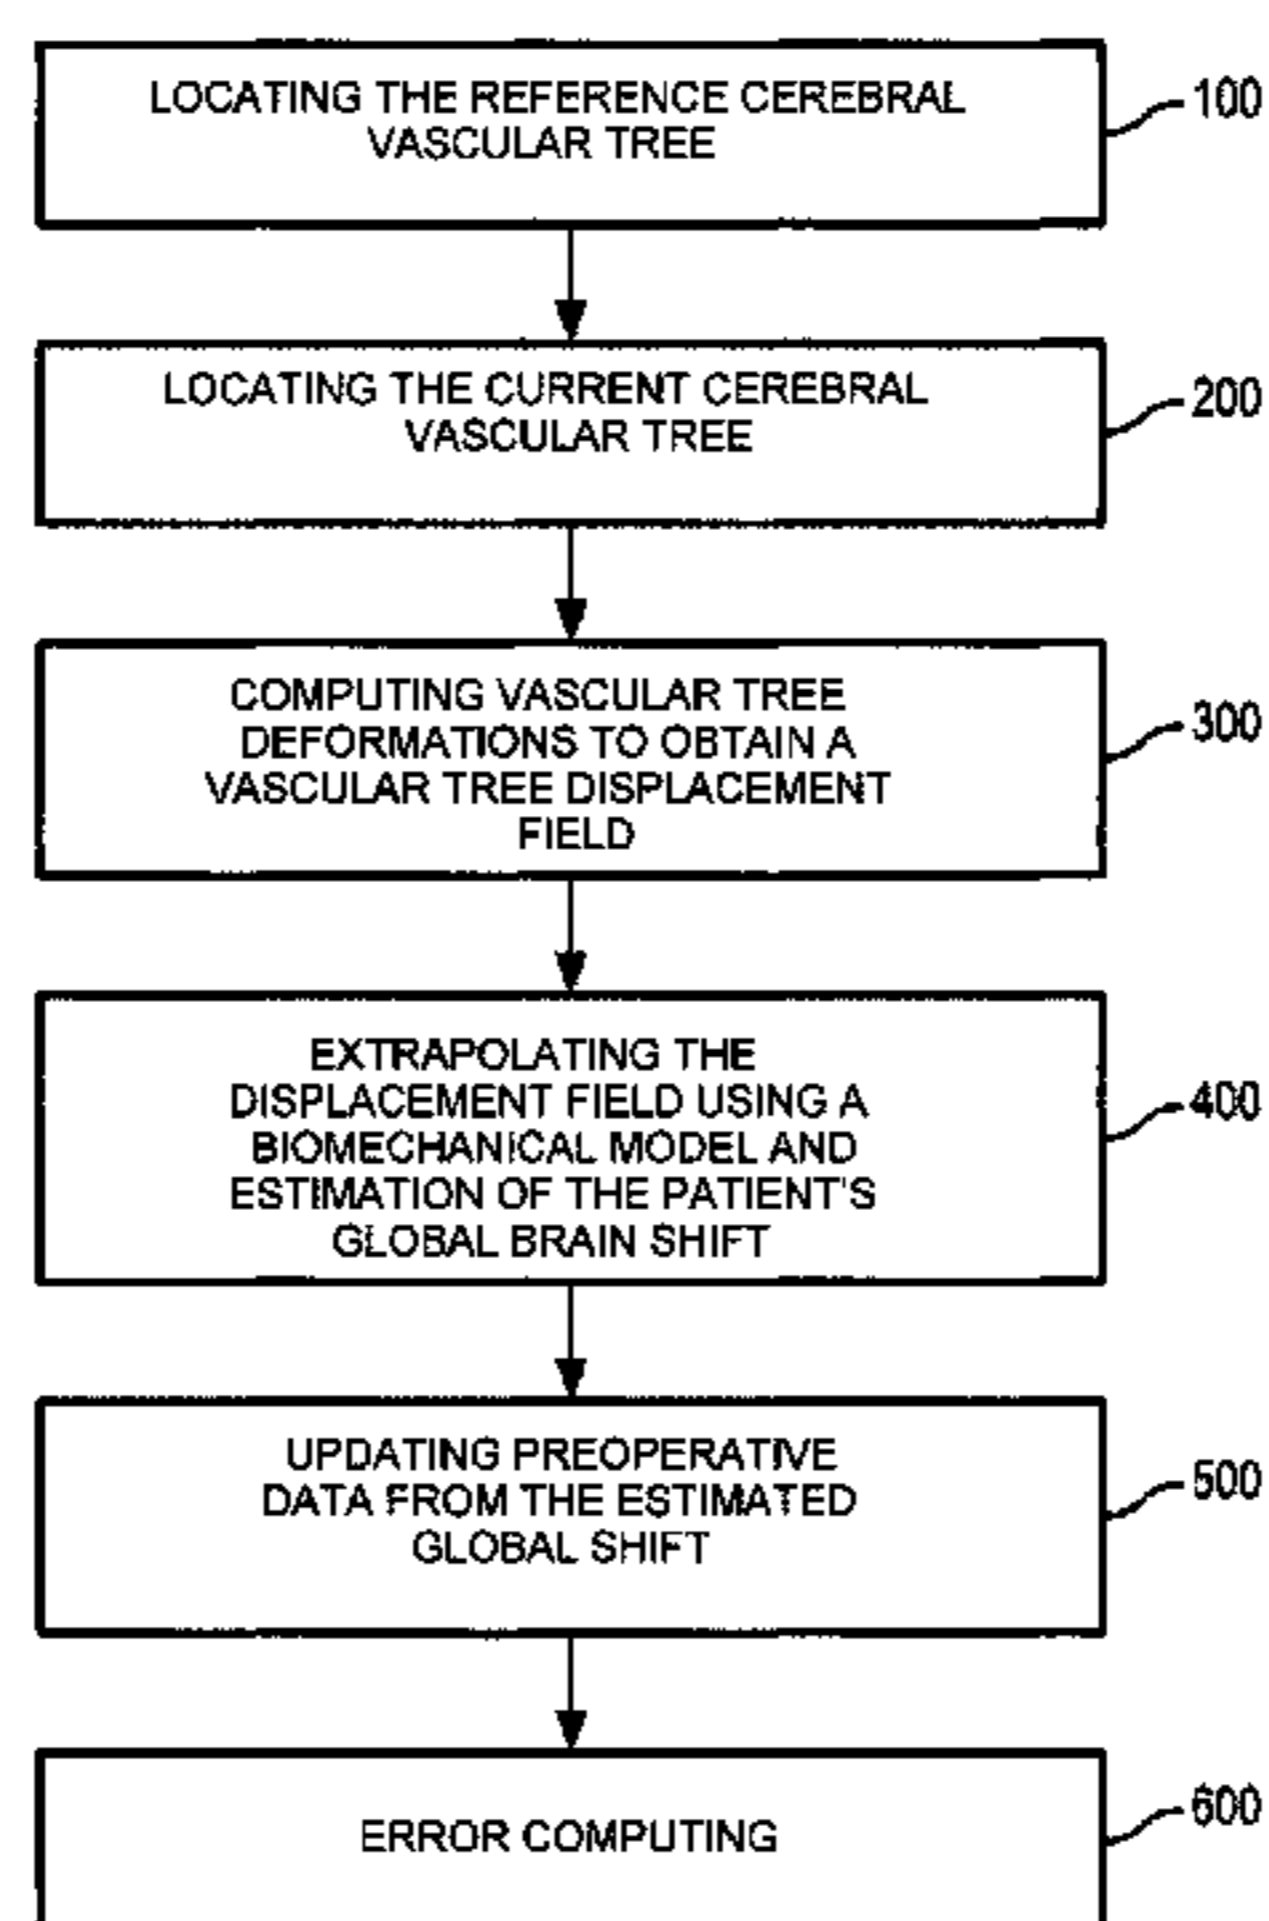 LOCATING THE REFERENCE CEREBRAL
VASCULAR TREE
100
LOCATING THE CURRENT CEREBRAL
VASCULAR TREE
200
COMPUTING VASCULAR TREE
DEFORMATIONS TO OBTAIN A
VASCULAR TREE DISPLACEMENT
FIELD
300
EXTRAPOLATING THE
DISPLACEMENT FIELD USING A
BIOMECHANICAL MODEL AND
ESTIMATION OF THE PATIENT'S
GLOBAL BRAIN SHIFT
400
UPDATING PREOPERATIVE
DATA FROM THE ESTIMATED
GLOBAL SHIFT
500
ERROR COMPUTING
600